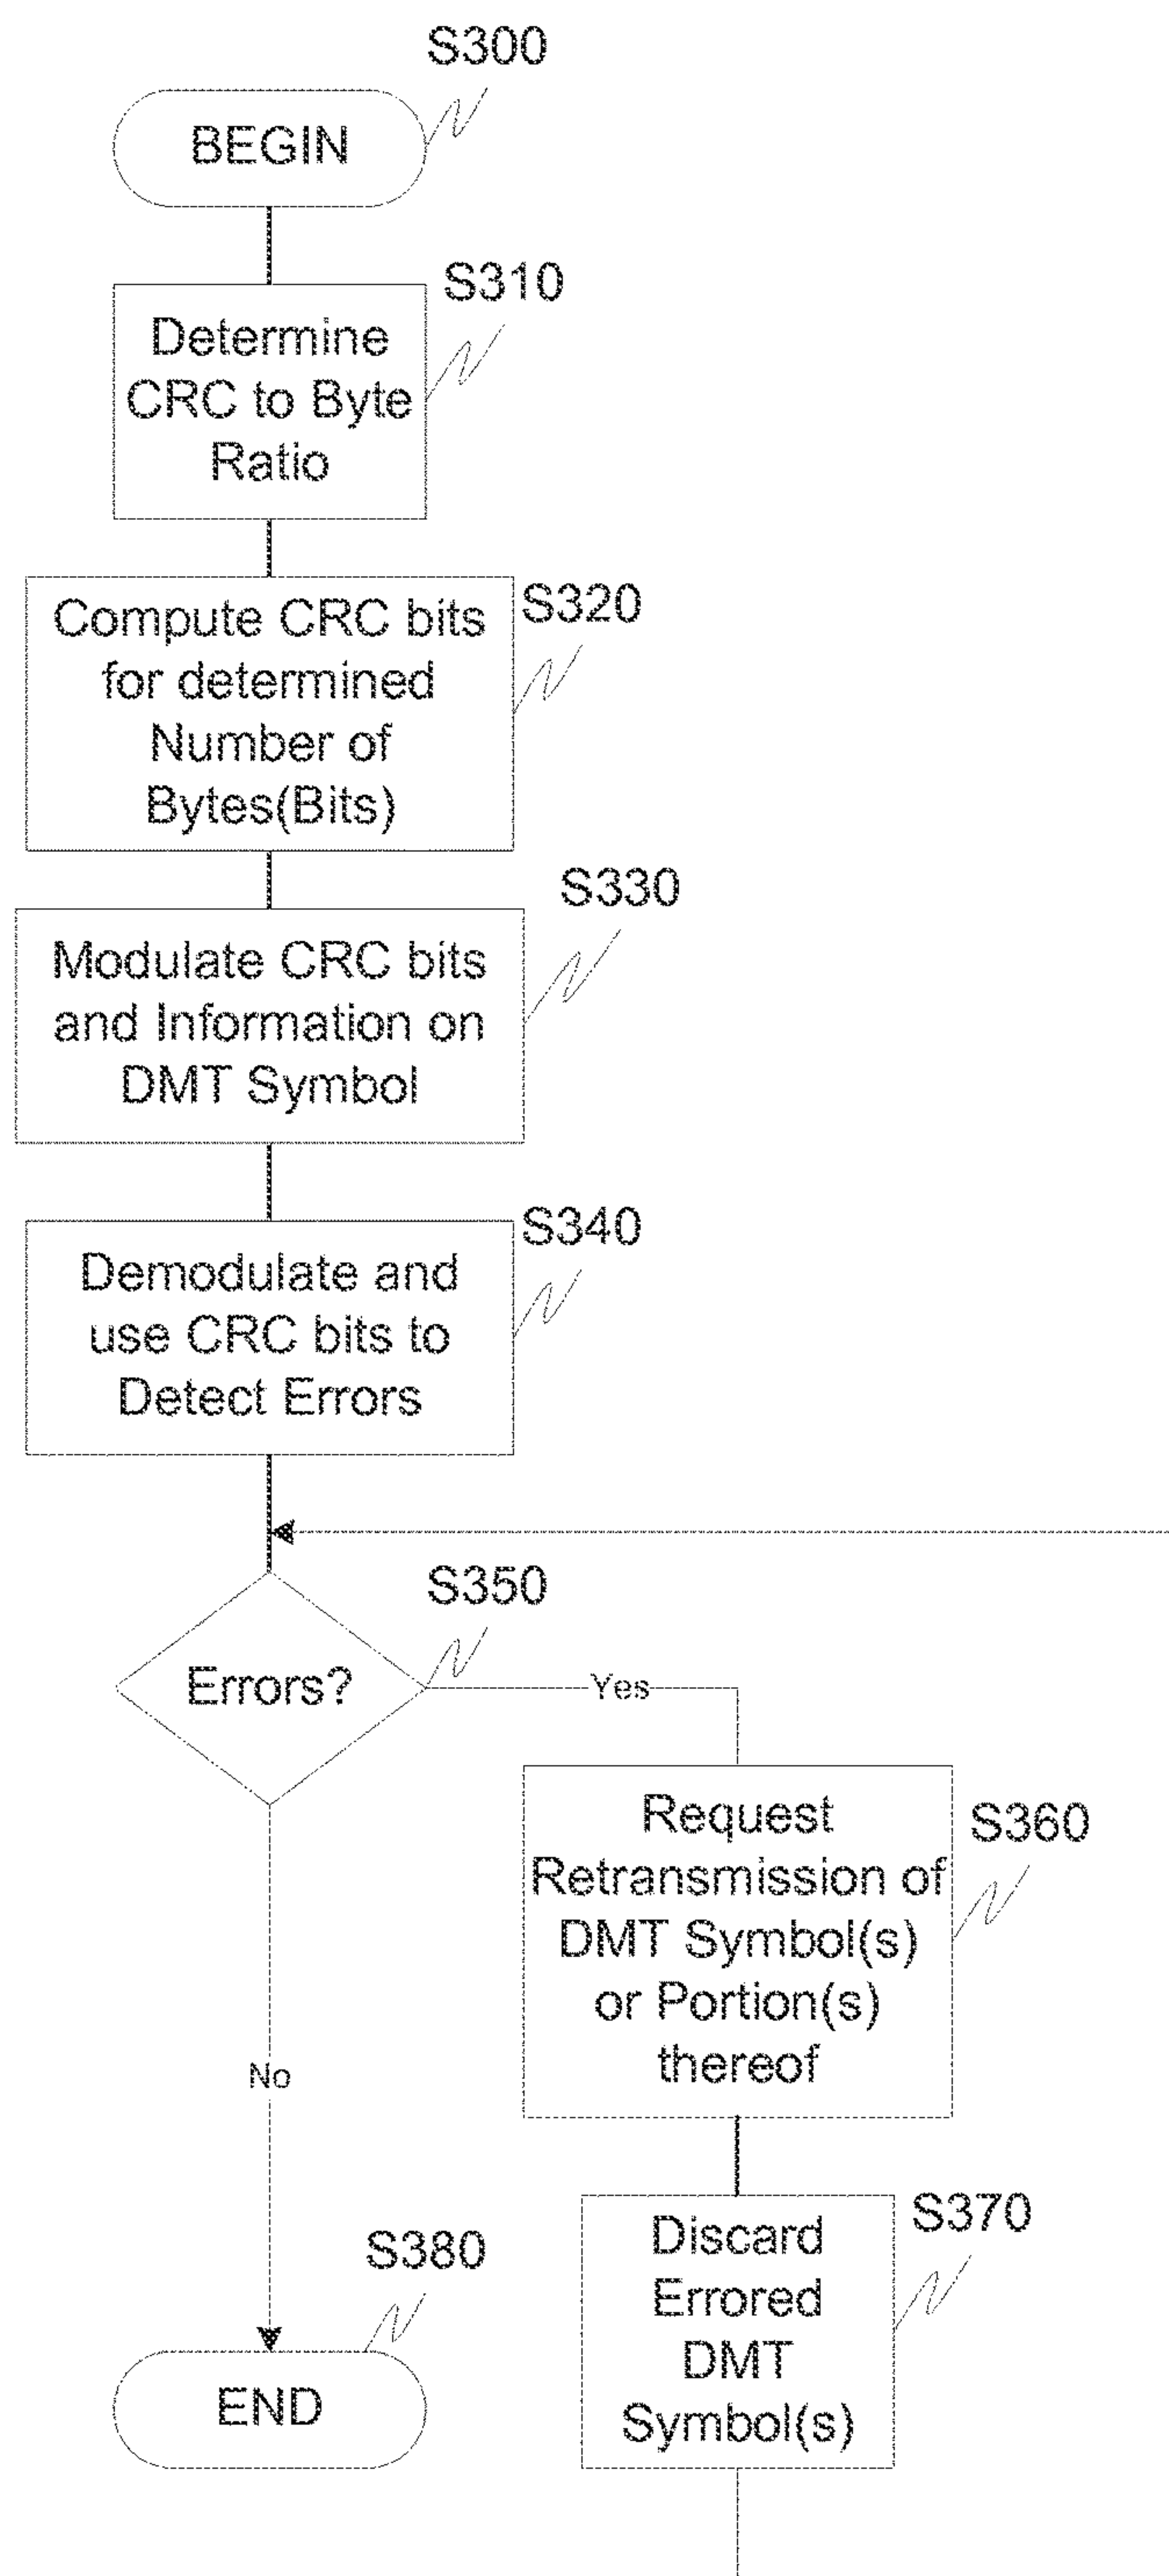 S300
BEGIN
S310
Determine
CRC to Byte
Ratio
S320
Compute CRC bits
for determined
Number of
Bytes(Bits)
S330
Modulate CRC bits
and Information on
DMT Symbol
S340
Demodulate and
use CRC bits to
Detect Errors
S350
Errors?
Yes
S360
Request
Retransmission of
DMT Symbol(s)
or Portion(s)
thereof
No
S370
Discard
Errored
DMT
Symbol(s)
S380
END